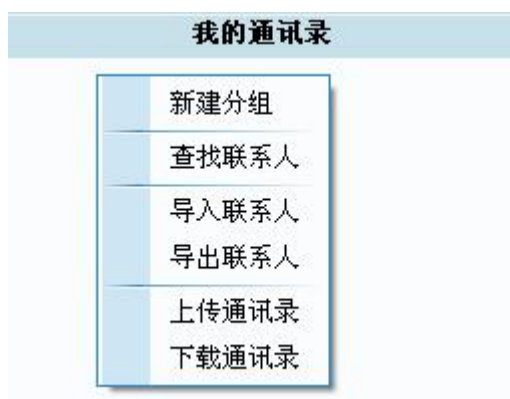 我的通讯录
新建分组
查找联系人
导入联系人
导出联系人
上传通讯录
下载通讯录